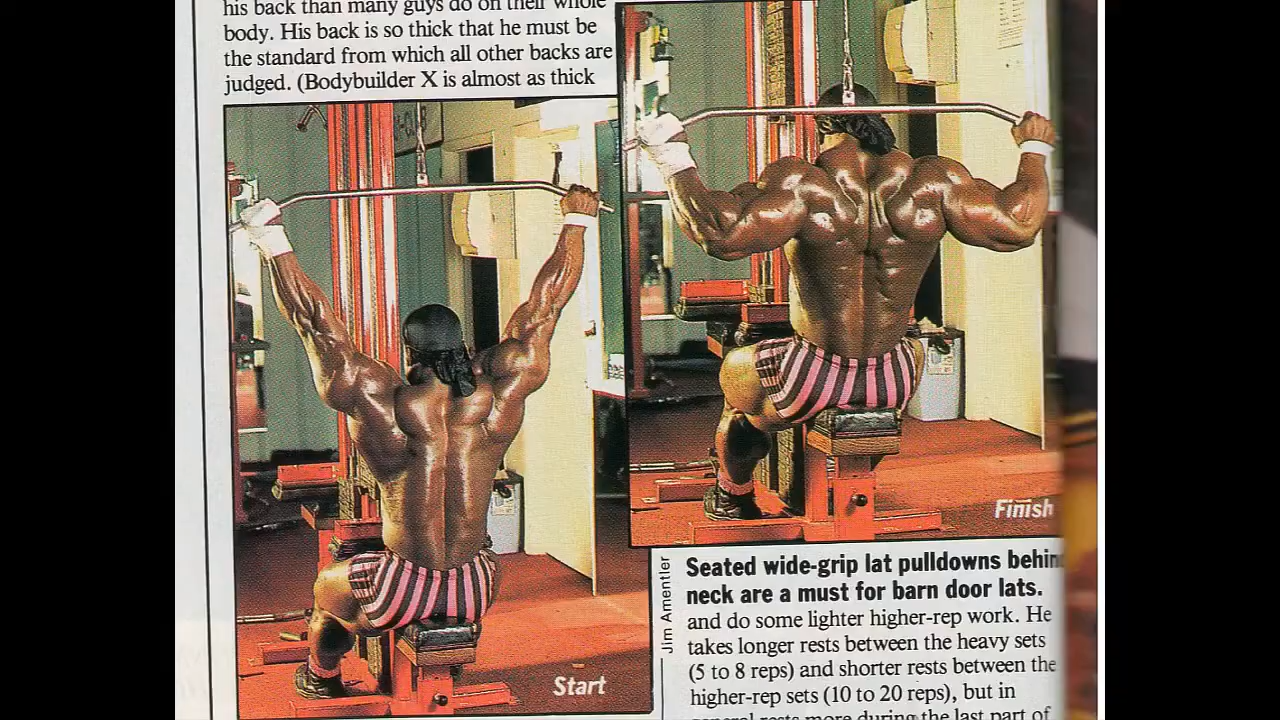 his back than many guys do on their whole
body. His back is so thick that he must be
the standard from which all other backs are
judged. (Bodybuilder X is almost as thick
Start
Finish
Jim Amentler
Seated wide-grip lat pulldowns behin
neck are a must for barn door lats.
and do some lighter higher-rep work. He
takes longer rests between the heavy sets
(5 to 8 reps) and shorter rests between the
higher-rep sets (10 to 20 reps), but in
general rests more during the last part of